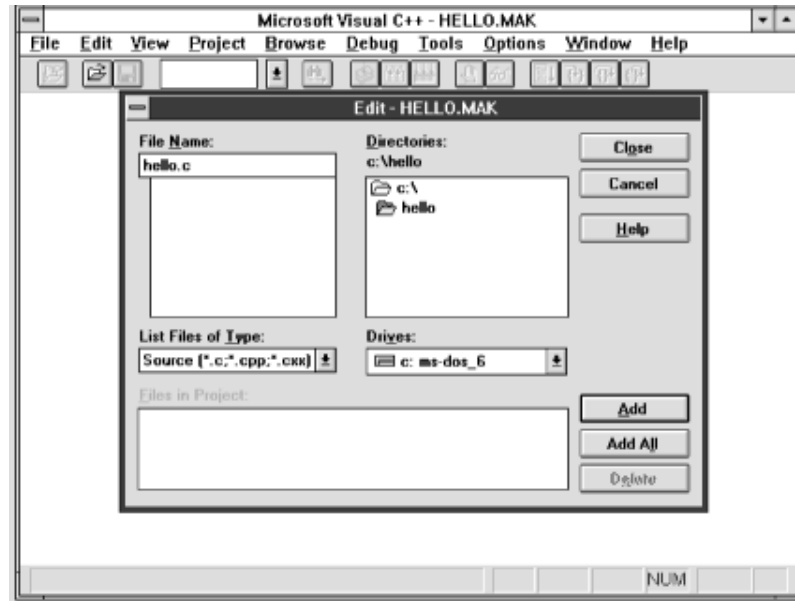 Microsoft Visual C++ - HELLO.MAK
File Edit View Project Browse Debug Tools Options Window Help
Edit - HELLO.MAK
File Name:
hello.c
Directories:
c:\hello
c:\
hello
Close
Cancel
Help
List Files of Type:
Source (*.c;*.cpp;*.cxx)
Drives:
c: ms-dos_6
Files in Project:
Add
Add All
Delete
NUM